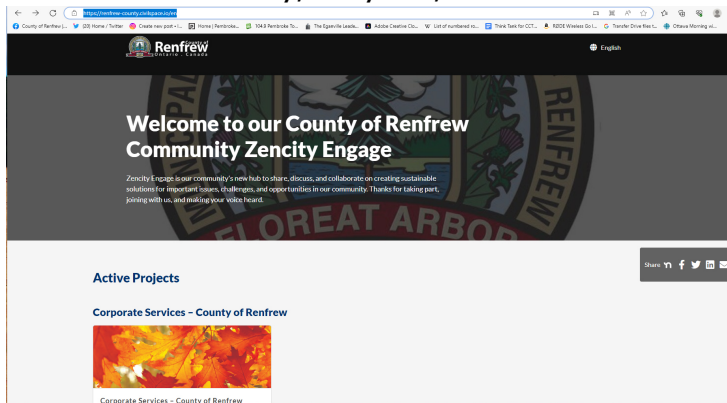 https://renfrew-county.civilspace.io/en
County of Renfrew |...
(20) Home / Twitter
Create new post • I...
Home | Pembroke...
104.9 Pembroke To...
The Eganville Leade...
Adobe Creative Clo...
List of numbered ro...
Think Tank for CCT...
RØDE Wireless Go I...
Transfer Drive files t...
Ottawa Morning wi...
County of
Renfrew
Ontario . Canada
English
Welcome to our County of Renfrew
Community Zencity Engage
Zencity Engage is our community's new hub to share, discuss, and collaborate on creating sustainable
solutions for important issues, challenges, and opportunities in our community. Thanks for taking part,
joining with us, and making your voice heard.
RENFREW
FLOREAT ARBOR
Share
Active Projects
Corporate Services – County of Renfrew
Corporate Services – County of Renfrew